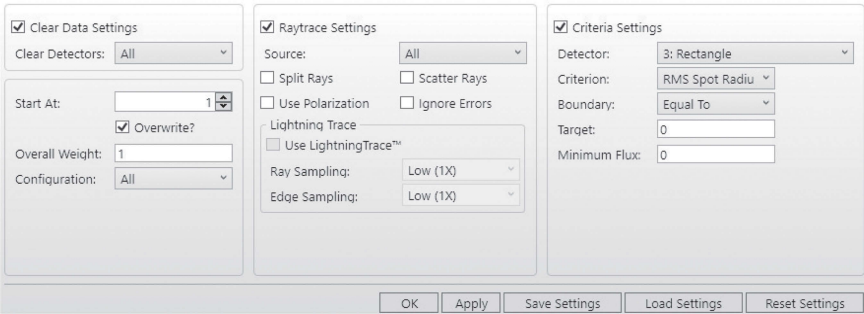 Clear Data Settings
Clear Detectors: All
Start At: 1
Overwrite?
Overall Weight: 1
Configuration: All
Raytrace Settings
Source: All
Split Rays Scatter Rays
Use Polarization Ignore Errors
Lightning Trace
Use LightningTrace™
Ray Sampling: Low (1X)
Edge Sampling: Low (1X)
Criteria Settings
Detector: 3: Rectangle
Criterion: RMS Spot Radiu
Boundary: Equal To
Target: 0
Minimum Flux: 0
OK Apply Save Settings Load Settings Reset Settings